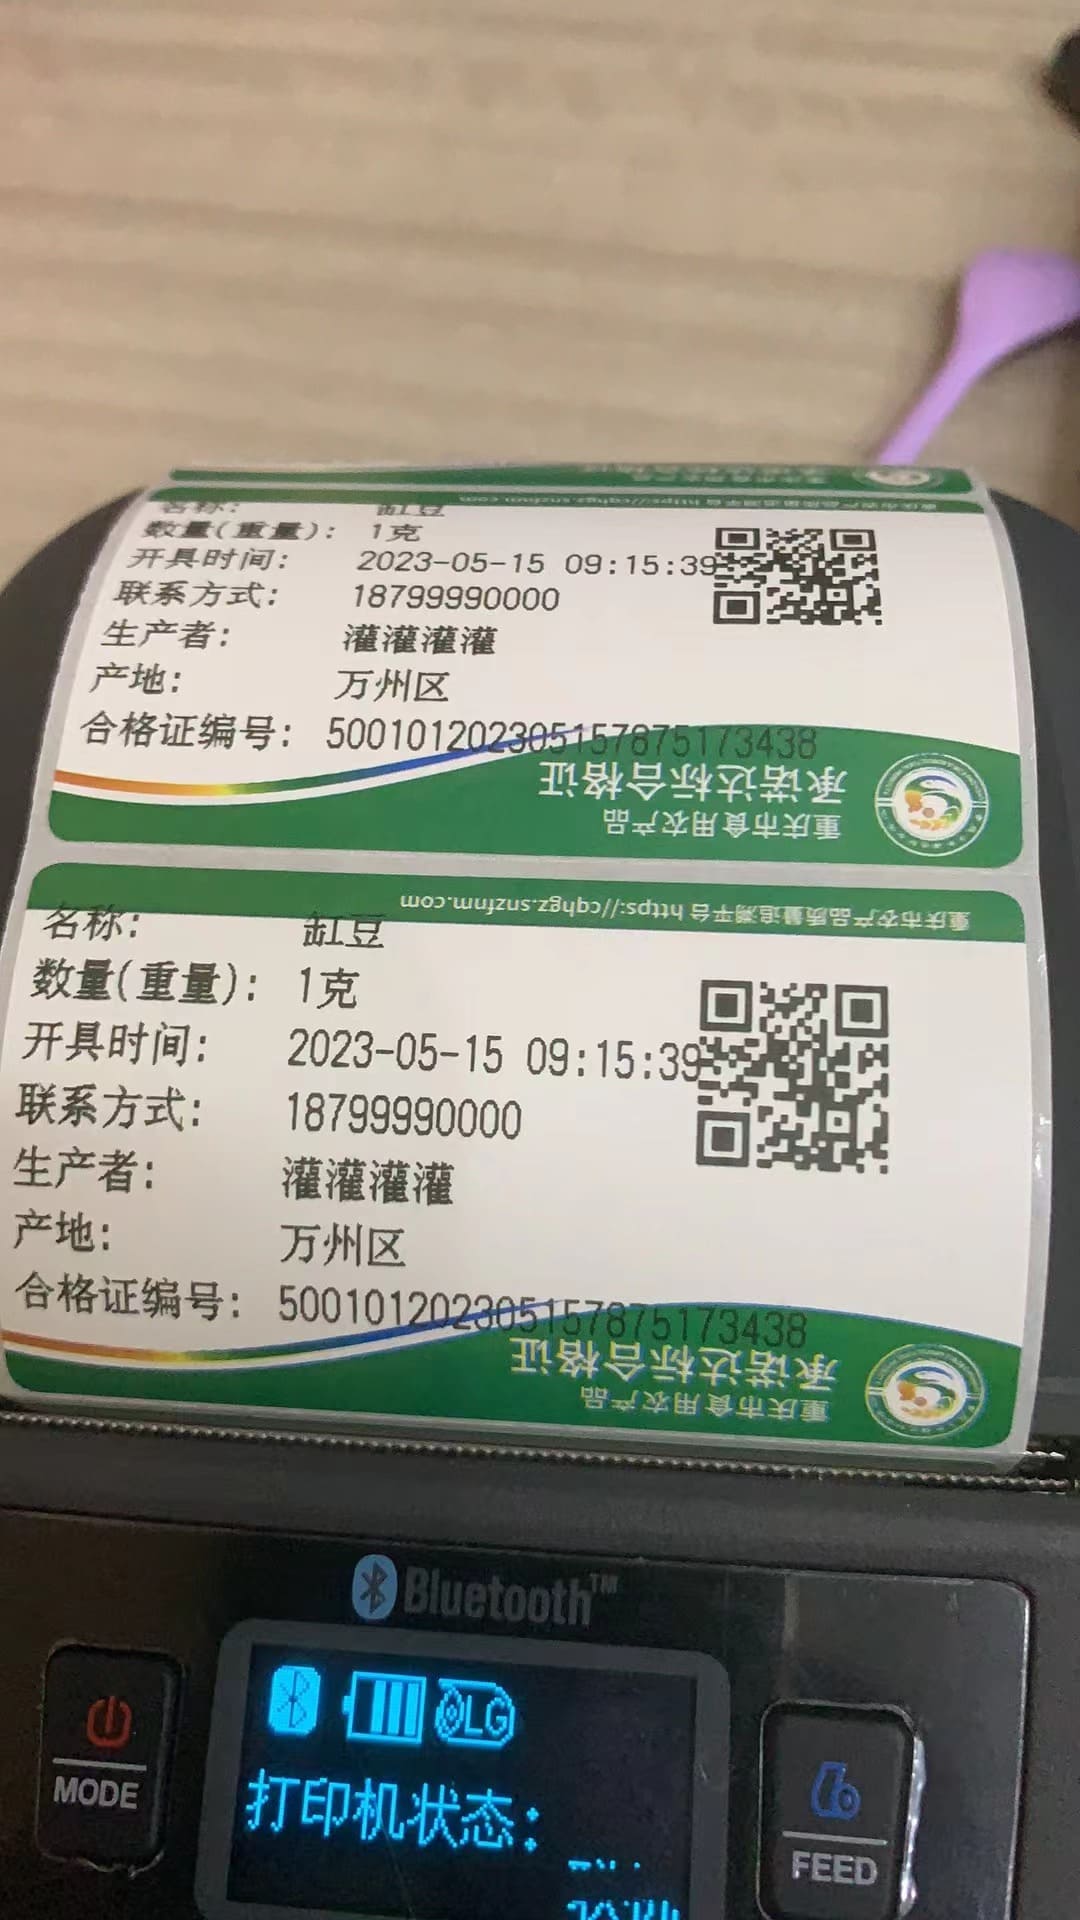 重庆市农产品质量追溯平台 https://cqhgz.snzfnm.com
名称： 缸豆
数量(重量)： 1克
开具时间： 2023-05-15 09:15:39
联系方式： 18799990000
生产者： 灌灌灌灌
产地： 万州区
合格证编号： 500101202305157875173438
承诺达标合格证
重庆市食用农产品
重庆市农产品质量追溯平台 https://cqhgz.snzfnm.com
名称： 缸豆
数量(重量)： 1克
开具时间： 2023-05-15 09:15:39
联系方式： 18799990000
生产者： 灌灌灌灌
产地： 万州区
合格证编号： 500101202305157875173438
承诺达标合格证
重庆市食用农产品
Bluetooth™
LG
打印机状态：
MODE
FEED